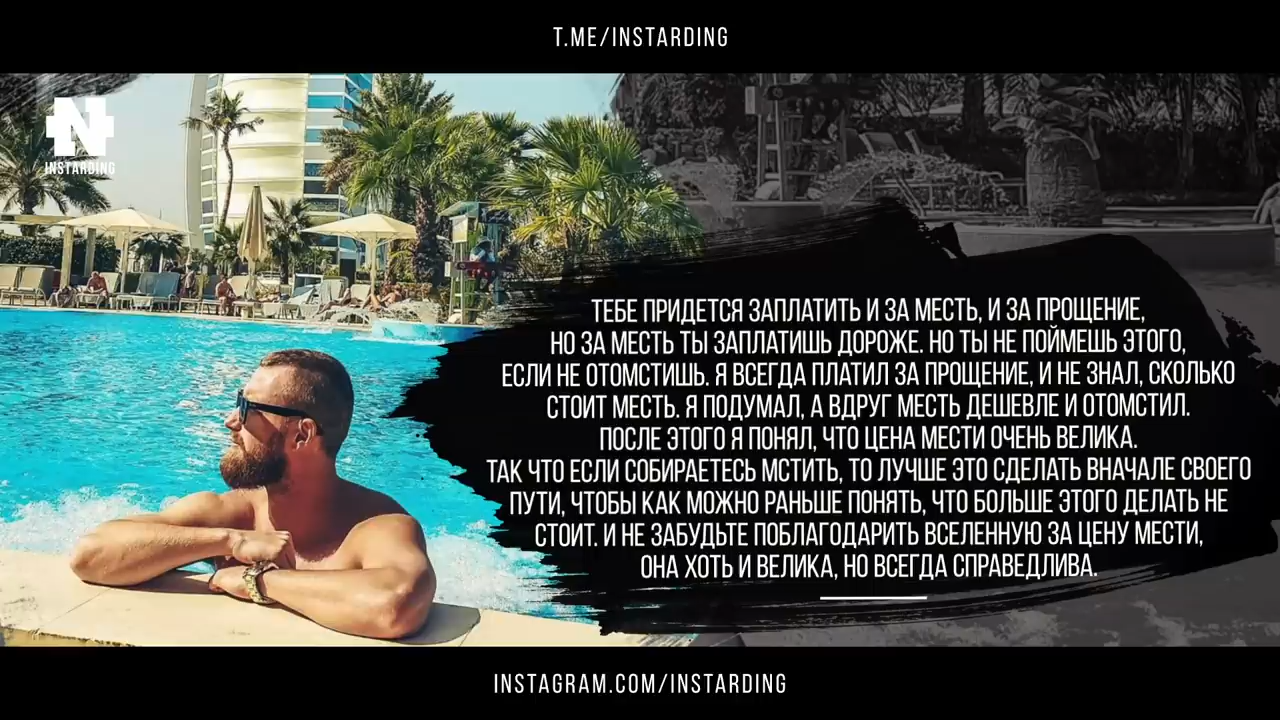 T.ME/INSTARDING
N
INSTARDING
ТЕБЕ ПРИДЕТСЯ ЗАПЛАТИТЬ И ЗА МЕСТЬ, И ЗА ПРОЩЕНИЕ,
НО ЗА МЕСТЬ ТЫ ЗАПЛАТИШЬ ДОРОЖЕ. НО ТЫ НЕ ПОЙМЕШЬ ЭТОГО,
ЕСЛИ НЕ ОТОМСТИШЬ. Я ВСЕГДА ПЛАТИЛ ЗА ПРОЩЕНИЕ, И НЕ ЗНАЛ, СКОЛЬКО
СТОИТ МЕСТЬ. Я ПОДУМАЛ, А ВДРУГ МЕСТЬ ДЕШЕВЛЕ И ОТОМСТИЛ.
ПОСЛЕ ЭТОГО Я ПОНЯЛ, ЧТО ЦЕНА МЕСТИ ОЧЕНЬ ВЕЛИКА.
ТАК ЧТО ЕСЛИ СОБИРАЕТЕСЬ МСТИТЬ, ТО ЛУЧШЕ ЭТО СДЕЛАТЬ ВНАЧАЛЕ СВОЕГО
ПУТИ, ЧТОБЫ КАК МОЖНО РАНЬШЕ ПОНЯТЬ, ЧТО БОЛЬШЕ ЭТОГО ДЕЛАТЬ НЕ
СТОИТ. И НЕ ЗАБУДЬТЕ ПОБЛАГОДАРИТЬ ВСЕЛЕННУЮ ЗА ЦЕНУ МЕСТИ,
ОНА ХОТЬ И ВЕЛИКА, НО ВСЕГДА СПРАВЕДЛИВА.
INSTAGRAM.COM/INSTARDING